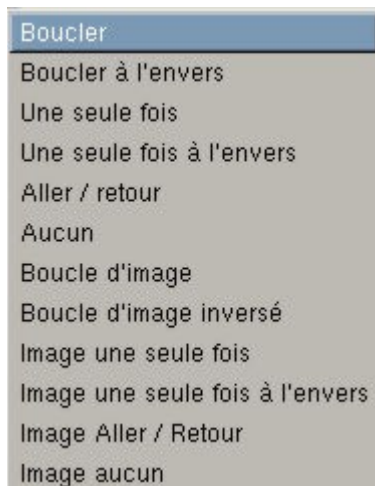 Boucler
Boucler à l'envers
Une seule fois
Une seule fois à l'envers
Aller / retour
Aucun
Boucle d'image
Boucle d'image inversé
Image une seule fois
Image une seule fois à l'envers
Image Aller / Retour
Image aucun